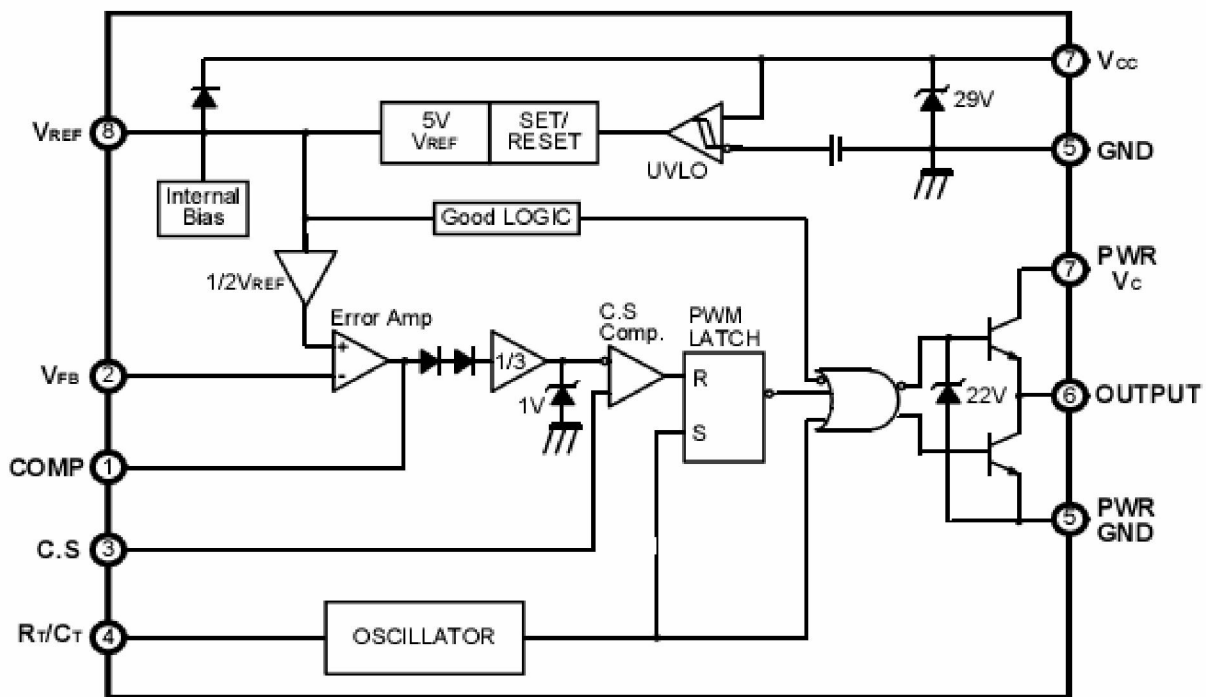 7 Vcc
VREF 8
5V VREF
SET/ RESET
29V
UVLO
5 GND
Internal Bias
Good LOGIC
1/2VREF
7 PWR Vc
Error Amp
C.S Comp.
PWM LATCH
+
-
1/3
1V
R
S
VFB 2
22V
6 OUTPUT
COMP 1
5 PWR GND
C.S 3
RT/CT 4
OSCILLATOR